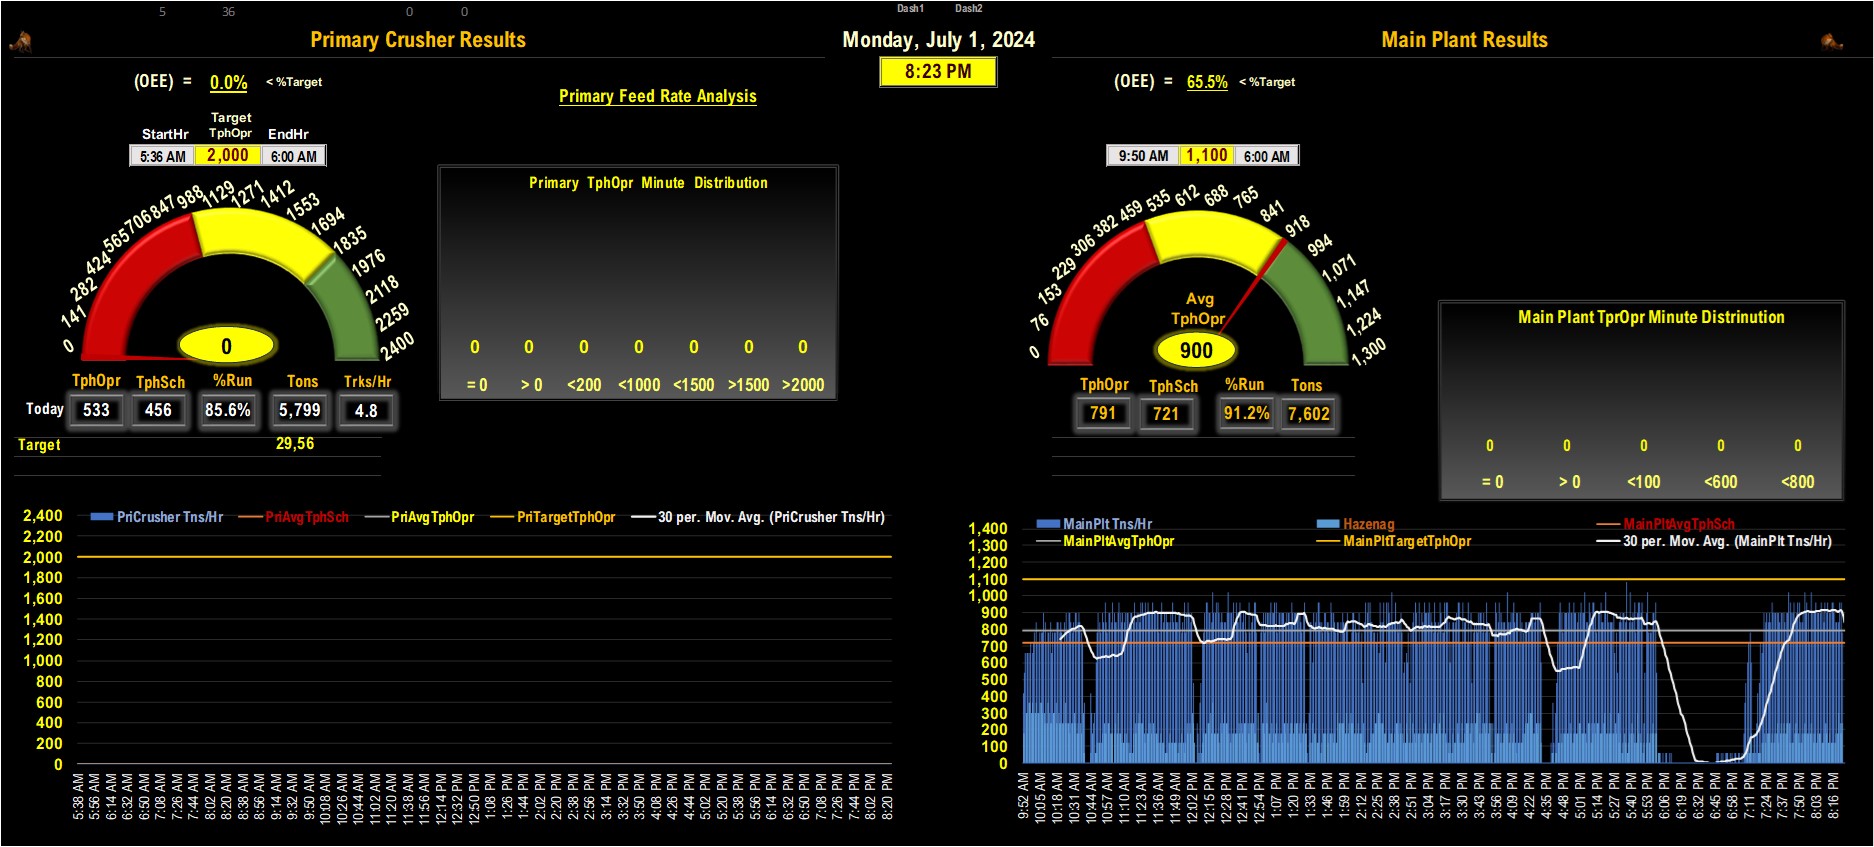 5 36 0 0 Dash1 Dash2
Primary Crusher Results
Monday, July 1, 2024
Main Plant Results
8:23 PM
(OEE) = 0.0% < %Target
Primary Feed Rate Analysis
Target
StartHr TphOpr EndHr
5:36 AM 2,000 6:00 AM
0 141 282 424 565 706 847 988 1129 1271 1412 1553 1694 1835 1976 2118 2259 2400
0
TphOpr TphSch %Run Tons Trks/Hr
Today 533 456 85.6% 5,799 4.8
Target 29,56
Primary TphOpr Minute Distribution
0 0 0 0 0 0 0
= 0 > 0 <200 <1000 <1500 >1500 >2000
(OEE) = 65.5% < %Target
9:50 AM 1,100 6:00 AM
0 76 153 229 306 382 459 535 612 688 765 841 918 994 1,071 1,147 1,224 1,300
Avg
TphOpr
900
TphOpr TphSch %Run Tons
791 721 91.2% 7,602
Main Plant TprOpr Minute Distrinution
0 0 0 0 0
= 0 > 0 <100 <600 <800
PriCrusher Tns/Hr PriAvgTphSch PriAvgTphOpr PriTargetTphOpr 30 per. Mov. Avg. (PriCrusher Tns/Hr)
2,400
2,200
2,000
1,800
1,600
1,400
1,200
1,000
800
600
400
200
0
5:38 AM 5:56 AM 6:14 AM 6:32 AM 6:50 AM 7:08 AM 7:26 AM 7:44 AM 8:02 AM 8:20 AM 8:38 AM 8:56 AM 9:14 AM 9:32 AM 9:50 AM 10:08 AM 10:26 AM 10:44 AM 11:02 AM 11:20 AM 11:38 AM 11:56 AM 12:14 PM 12:32 PM 12:50 PM 1:08 PM 1:26 PM 1:44 PM 2:02 PM 2:20 PM 2:38 PM 2:56 PM 3:14 PM 3:32 PM 3:50 PM 4:08 PM 4:26 PM 4:44 PM 5:02 PM 5:20 PM 5:38 PM 5:56 PM 6:14 PM 6:32 PM 6:50 PM 7:08 PM 7:26 PM 7:44 PM 8:02 PM 8:20 PM
MainPlt Tns/Hr Hazenag MainPltAvgTphSch
MainPltAvgTphOpr MainPltTargetTphOpr 30 per. Mov. Avg. (MainPlt Tns/Hr)
1,400
1,300
1,200
1,100
1,000
900
800
700
600
500
400
300
200
100
0
9:52 AM 10:05 AM 10:18 AM 10:31 AM 10:44 AM 10:57 AM 11:10 AM 11:23 AM 11:36 AM 11:49 AM 12:02 PM 12:15 PM 12:28 PM 12:41 PM 12:54 PM 1:07 PM 1:20 PM 1:33 PM 1:46 PM 1:59 PM 2:12 PM 2:25 PM 2:38 PM 2:51 PM 3:04 PM 3:17 PM 3:30 PM 3:43 PM 3:56 PM 4:09 PM 4:22 PM 4:35 PM 4:48 PM 5:01 PM 5:14 PM 5:27 PM 5:40 PM 5:53 PM 6:06 PM 6:19 PM 6:32 PM 6:45 PM 6:58 PM 7:11 PM 7:24 PM 7:37 PM 7:50 PM 8:03 PM 8:16 PM